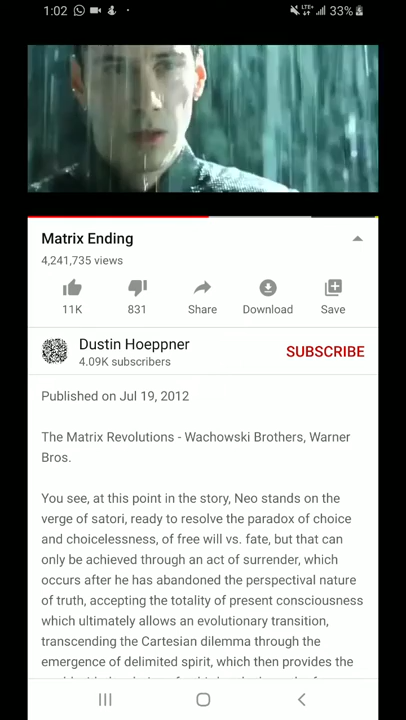 1:02
LTE+
33%
Matrix Ending
4,241,735 views
11K
831
Share
Download
Save
Dustin Hoeppner
4.09K subscribers
SUBSCRIBE
Published on Jul 19, 2012
The Matrix Revolutions - Wachowski Brothers, Warner
Bros.
You see, at this point in the story, Neo stands on the
verge of satori, ready to resolve the paradox of choice
and choicelessness, of free will vs. fate, but that can
only be achieved through an act of surrender, which
occurs after he has abandoned the perspectival nature
of truth, accepting the totality of present consciousness
which ultimately allows an evolutionary transition,
transcending the Cartesian dilemma through the
emergence of delimited spirit, which then provides the